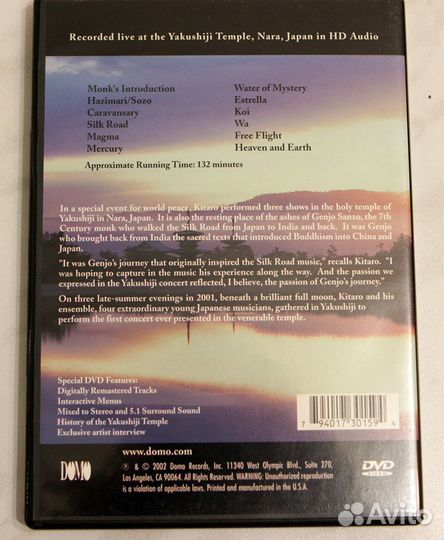 Recorded live at the Yakushiji Temple, Nara, Japan in HD Audio
Monk's Introduction
Hazimari/Sozo
Caravansary
Silk Road
Magma
Mercury
Water of Mystery
Estrella
Koi
Wa
Free Flight
Heaven and Earth
Approximate Running Time: 132 minutes
In a special event for world peace, Kitaro performed three shows in the holy temple of
Yakushiji in Nara, Japan. It is also the resting place of the ashes of Genjo Sanzo, the 7th
Century monk who walked the Silk Road from Japan to India and back. It was Genjo
who brought back from India the sacred texts that introduced Buddhism into China and
Japan.
"It was Genjo's journey that originally inspired the Silk Road music," recalls Kitaro. "I
was hoping to capture in the music his experience along the way. And the passion we
expressed in the Yakushiji concert reflected, I believe, the passion of Genjo's journey."
On three late-summer evenings in 2001, beneath a brilliant full moon, Kitaro and his
ensemble, four extraordinary young Japanese musicians, gathered in Yakushiji to
perform the first concert ever presented in the venerable temple.
Special DVD Features:
Digitally Remastered Tracks
Interactive Menus
Mixed to Stereo and 5.1 Surround Sound
History of the Yakushiji Temple
Exclusive artist interview
7 94017 30159 4
www.domo.com
DOMO
℗ & © 2002 Domo Records, Inc. 11340 West Olympic Blvd., Suite 270,
Los Angeles, CA 90064. All Rights Reserved. WARNING: Unauthorized reproduction
is a violation of applicable laws. Printed and manufactured in the U.S.A.
DVD
VIDEO
Avito